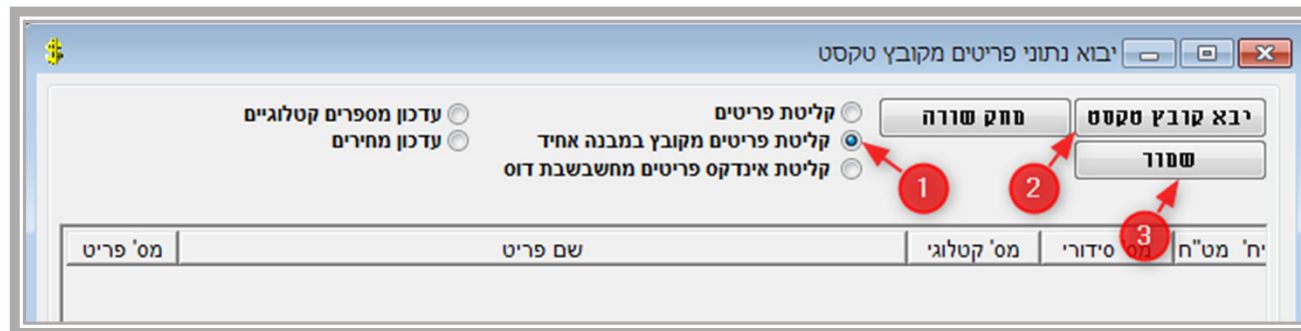 יבוא נתוני פריטים מקובץ טקסט
יבא קובץ טקסט
מחק שורה
שמור
קליטת פריטים
קליטת פריטים מקובץ במבנה אחיד
קליטת אינדקס פריטים מחשבשבת דוס
עדכון מספרים קטלוגיים
עדכון מחירים
1
2
3
יח' מט"ח
מס' סידורי
מס' קטלוגי
שם פריט
מס' פריט